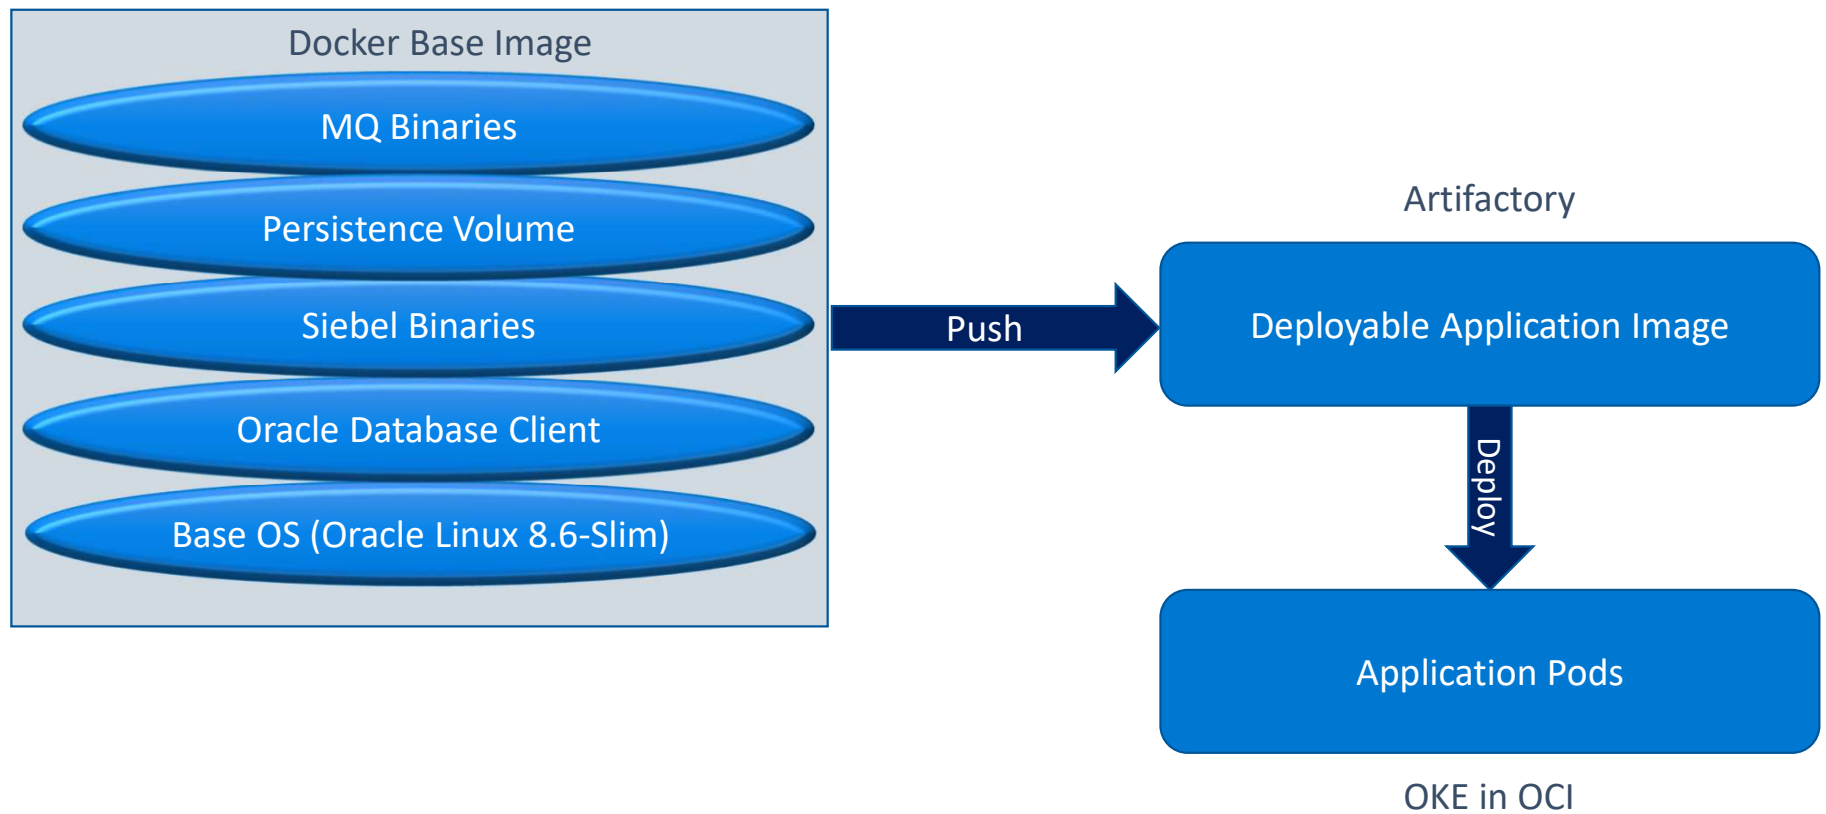 Docker Base Image
MQ Binaries
Persistence Volume
Siebel Binaries
Oracle Database Client
Base OS (Oracle Linux 8.6-Slim)
Push
Artifactory
Deployable Application Image
Deploy
Application Pods
OKE in OCI